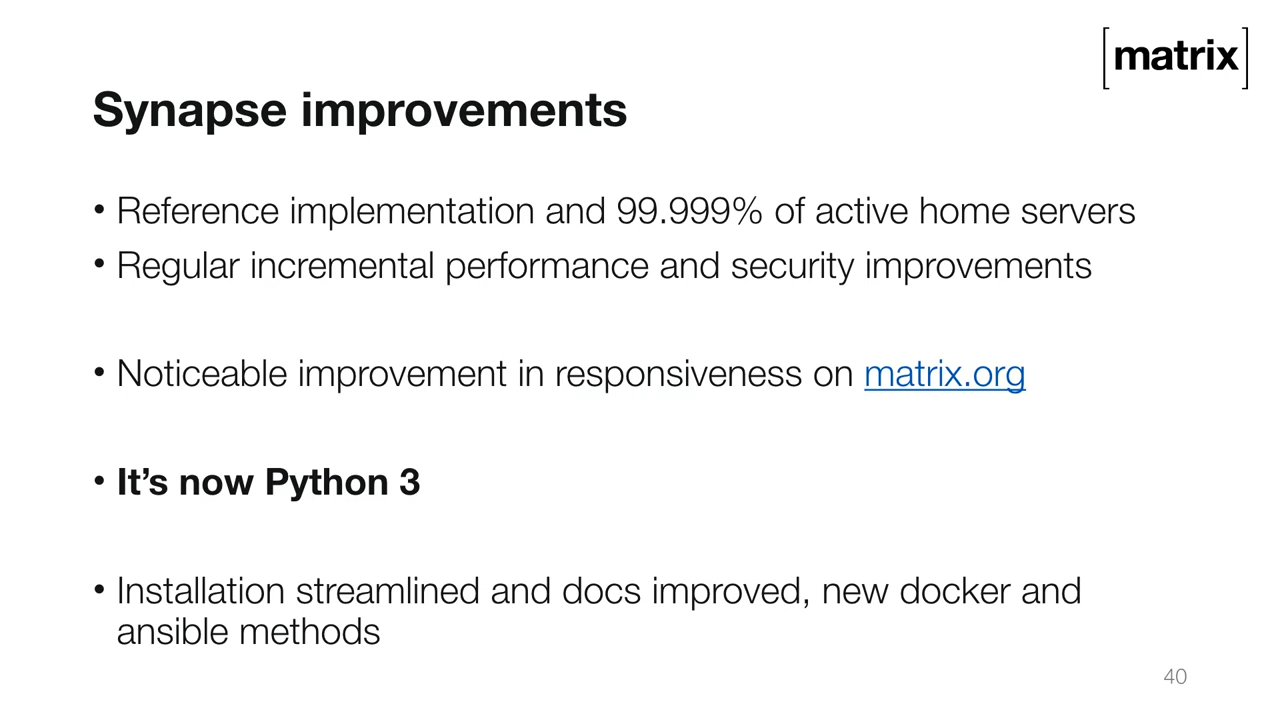 [matrix]
Synapse improvements
• Reference implementation and 99.999% of active home servers
• Regular incremental performance and security improvements
• Noticeable improvement in responsiveness on matrix.org
• It’s now Python 3
• Installation streamlined and docs improved, new docker and
ansible methods
40